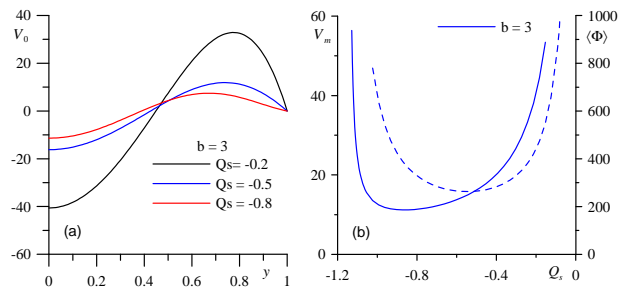 60
V₀
40
20
0
-20
-40
-60
b = 3
Qs= -0.2
Qs = -0.5
Qs = -0.8
(a)
0 0.2 0.4 0.6 0.8 1
y
60
Vₘ
40
20
0
b = 3
(b)
-1.2 -0.8 -0.4 0
Qₛ
1000
⟨Φ⟩
800
600
400
200
0